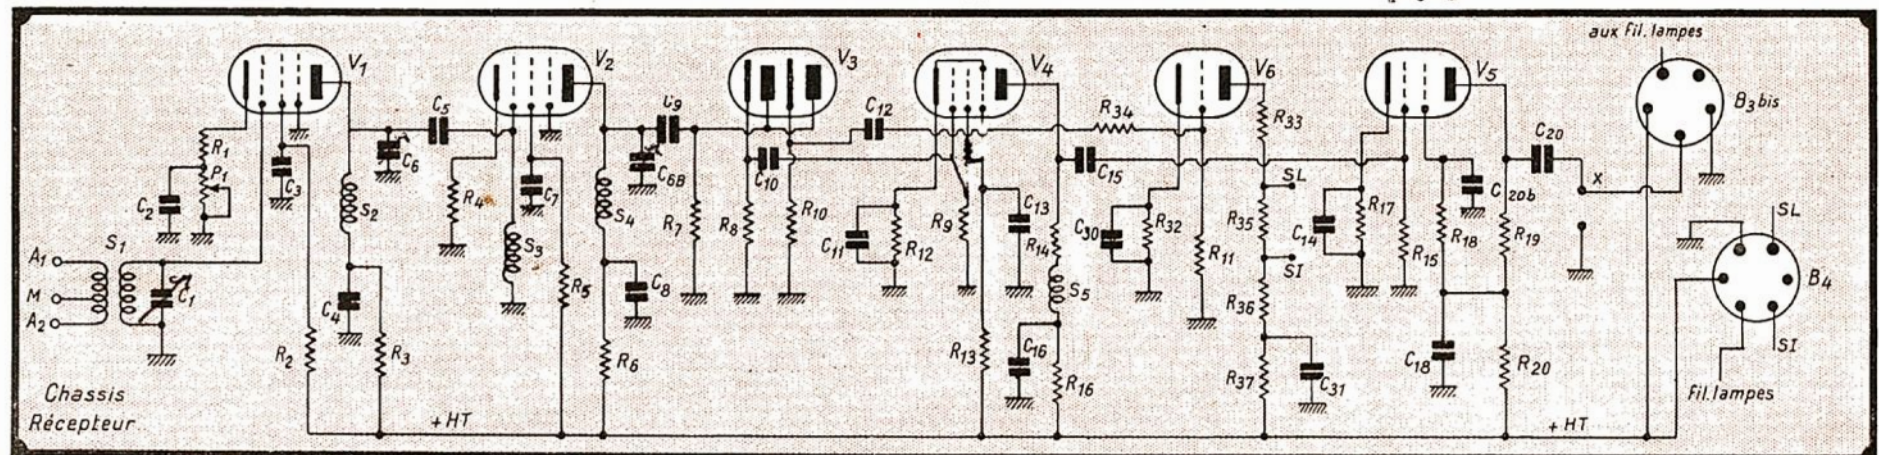 aux fil. lampes
V1
V2
V3
V4
V6
V5
B3 bis
R1
P1
C2
C3
C6
C5
S2
R4
C7
S3
C9
C6B
S4
C10
C12
R34
R33
C15
SL
C20
X
C20b
SL
A1
M
A2
S1
C1
C4
R2
R3
R5
C8
R6
R7
R8
R10
C11
R12
R9
C13
R14
S5
R13
C16
R16
C30
R32
R11
R35
SI
R36
R37
C31
C14
R17
R15
R18
R19
C18
R20
B4
SI
fil. lampes
Chassis
Récepteur
+ HT
+ HT